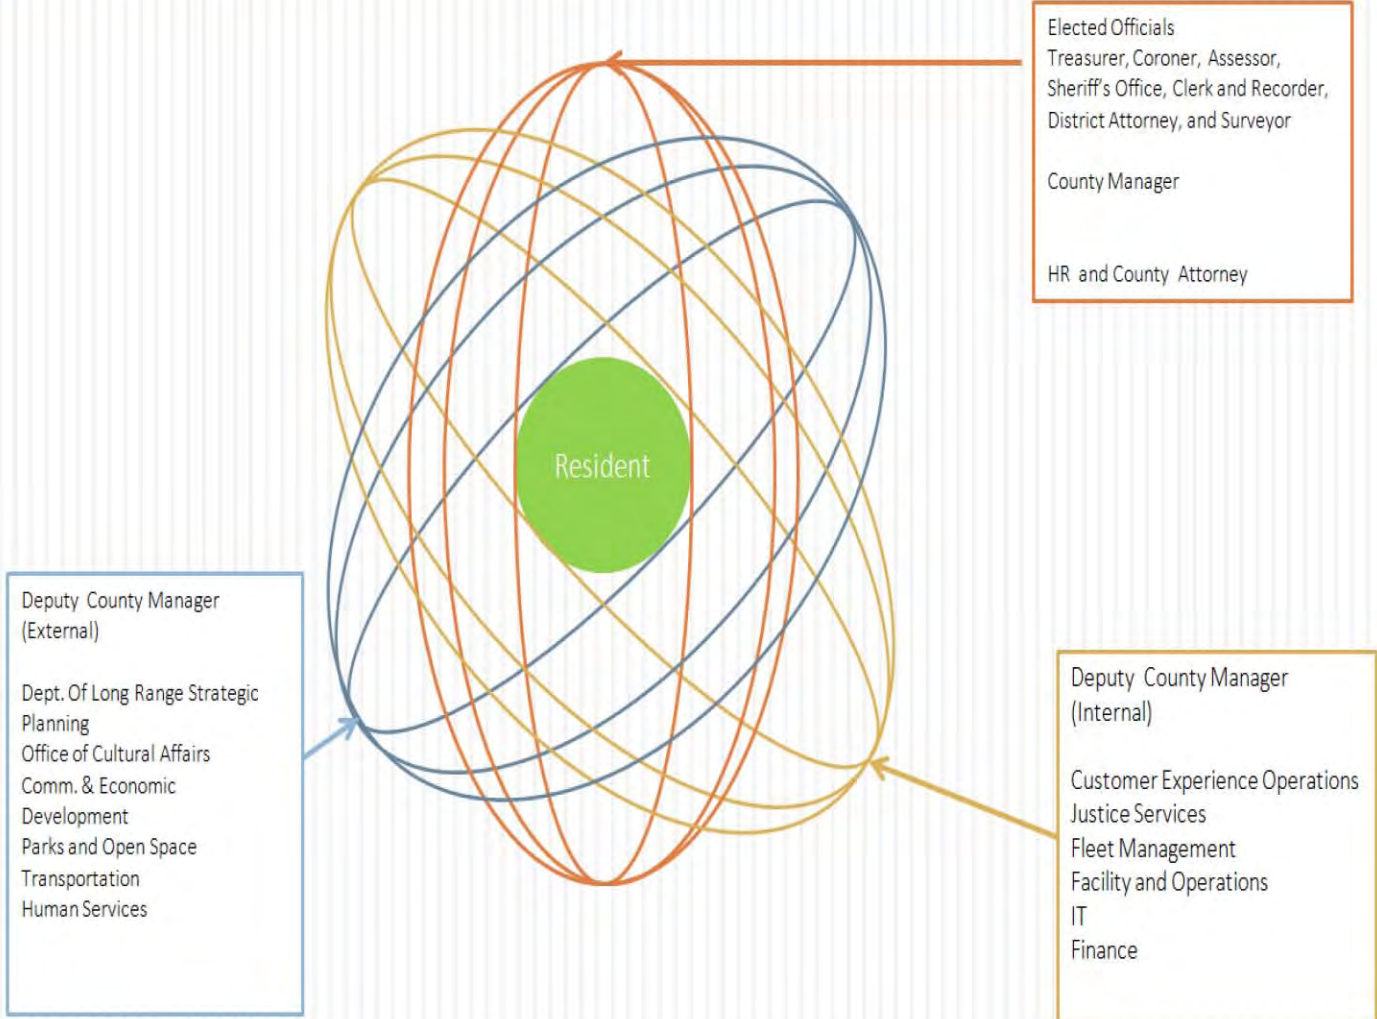 Elected Officials
Treasurer, Coroner, Assessor,
Sheriff's Office, Clerk and Recorder,
District Attorney, and Surveyor
County Manager
HR and County Attorney
Resident
Deputy County Manager
(External)
Dept. Of Long Range Strategic
Planning
Office of Cultural Affairs
Comm. & Economic
Development
Parks and Open Space
Transportation
Human Services
Deputy County Manager
(Internal)
Customer Experience Operations
Justice Services
Fleet Management
Facility and Operations
IT
Finance